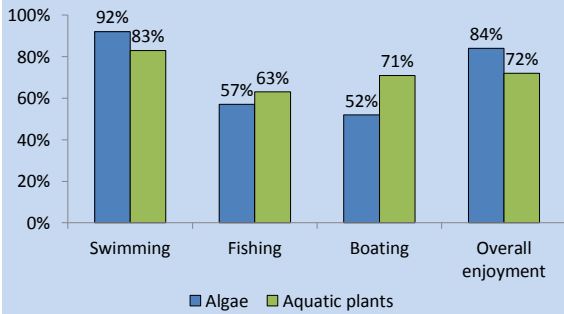 100%
80%
60%
40%
20%
0%
92%
83%
57%
63%
52%
71%
84%
72%
Swimming
Fishing
Boating
Overall
enjoyment
Algae
Aquatic plants